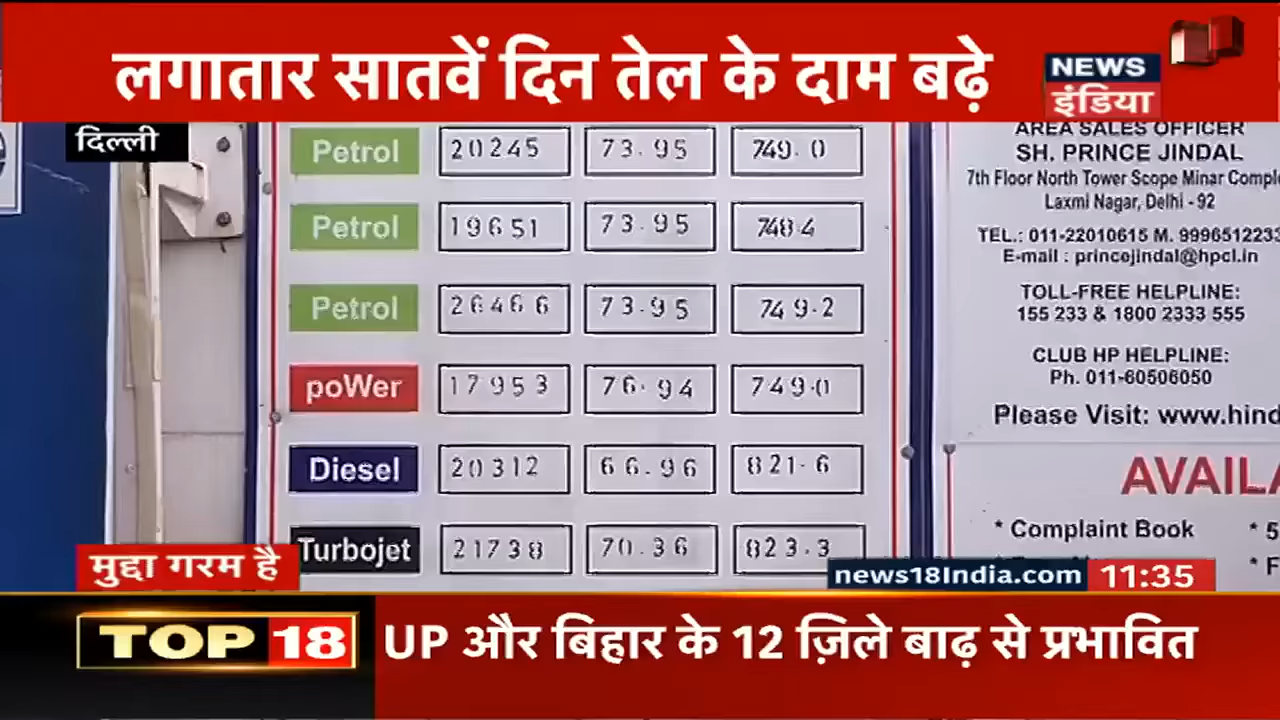 लगातार सातवें दिन तेल के दाम बढ़े
NEWS
इंडिया
दिल्ली
Petrol 20245 73.95 749.0
Petrol 19651 73.95 748.4
Petrol 26466 73.95 749.2
poWer 17953 76.94 749.0
Diesel 20312 66.96 821.6
Turbojet 21738 70.36 823.3
AREA SALES OFFICER
SH. PRINCE JINDAL
7th Floor North Tower Scope Minar Comple
Laxmi Nagar, Delhi - 92
TEL.: 011-22010615 M. 9996512233
E-mail : princejindal@hpcl.in
TOLL-FREE HELPLINE:
155 233 & 1800 2333 555
CLUB HP HELPLINE:
Ph. 011-60506050
Please Visit: www.hind
AVAILA
* Complaint Book * 5
* F
मुद्दा गरम है
news18India.com 11:35
TOP 18 UP और बिहार के 12 ज़िले बाढ़ से प्रभावित